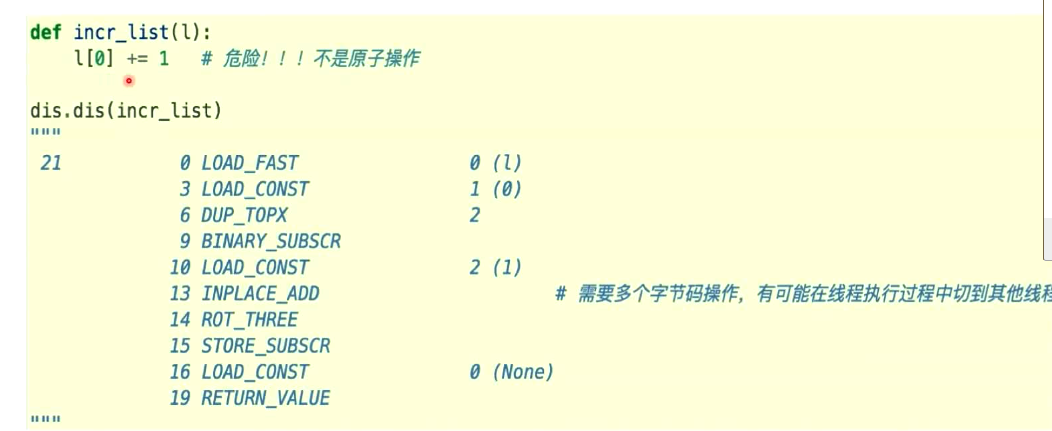 def incr_list(l):
    l[0] += 1   # 危险！！！不是原子操作
dis.dis(incr_list)
"""
 21           0 LOAD_FAST                0 (l)
              3 LOAD_CONST               1 (0)
              6 DUP_TOPX                 2
              9 BINARY_SUBSCR
             10 LOAD_CONST               2 (1)
             13 INPLACE_ADD                     # 需要多个字节码操作，有可能在线程执行过程中切到其他线程
             14 ROT_THREE
             15 STORE_SUBSCR
             16 LOAD_CONST               0 (None)
             19 RETURN_VALUE
"""